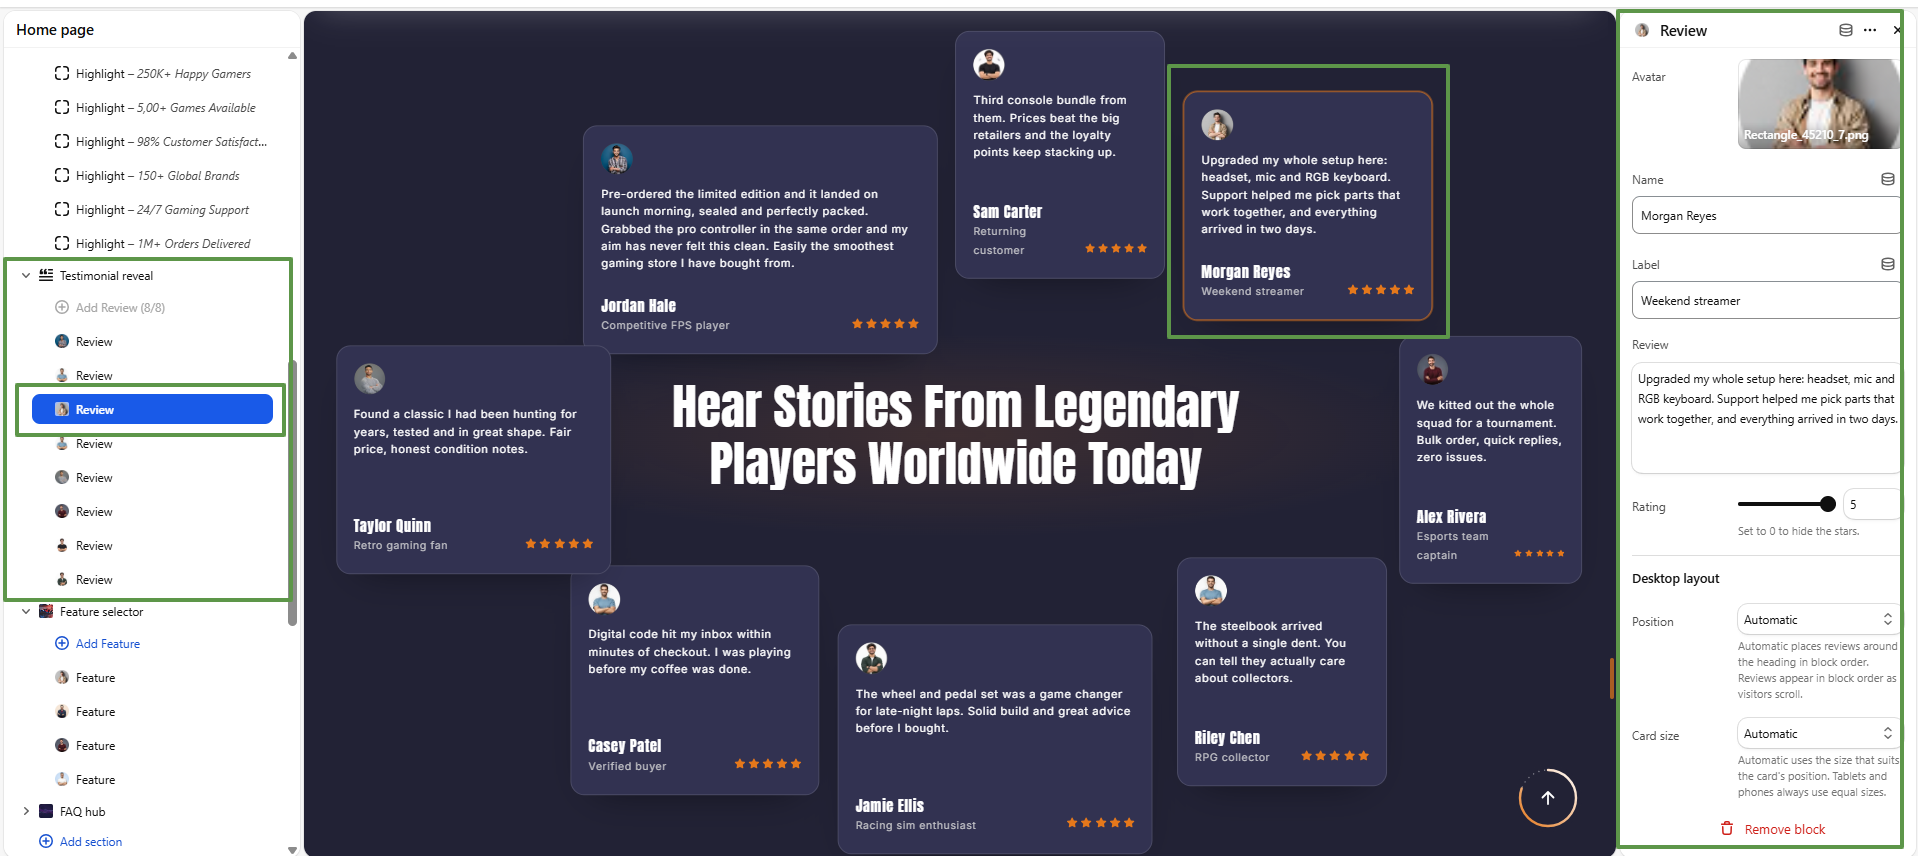 Home page
Highlight – 250K+ Happy Gamers
Highlight – 5,00+ Games Available
Highlight – 98% Customer Satisfact...
Highlight – 150+ Global Brands
Highlight – 24/7 Gaming Support
Highlight – 1M+ Orders Delivered
Testimonial reveal
Add Review (8/8)
Review
Review
Review
Review
Review
Review
Review
Review
Feature selector
Add Feature
Feature
Feature
Feature
Feature
FAQ hub
Add section
Pre-ordered the limited edition and it landed on
launch morning, sealed and perfectly packed.
Grabbed the pro controller in the same order and my
aim has never felt this clean. Easily the smoothest
gaming store I have bought from.
Jordan Hale
Competitive FPS player
Third console bundle from
them. Prices beat the big
retailers and the loyalty
points keep stacking up.
Sam Carter
Returning
customer
Upgraded my whole setup here:
headset, mic and RGB keyboard.
Support helped me pick parts that
work together, and everything
arrived in two days.
Morgan Reyes
Weekend streamer
Found a classic I had been hunting for
years, tested and in great shape. Fair
price, honest condition notes.
Taylor Quinn
Retro gaming fan
Hear Stories From Legendary
Players Worldwide Today
We kitted out the whole
squad for a tournament.
Bulk order, quick replies,
zero issues.
Alex Rivera
Esports team
captain
Digital code hit my inbox within
minutes of checkout. I was playing
before my coffee was done.
Casey Patel
Verified buyer
The wheel and pedal set was a game changer
for late-night laps. Solid build and great advice
before I bought.
Jamie Ellis
Racing sim enthusiast
The steelbook arrived
without a single dent. You
can tell they actually care
about collectors.
Riley Chen
RPG collector
Review
Avatar
Rectangle_45210_7.png
Name
Morgan Reyes
Label
Weekend streamer
Review
Upgraded my whole setup here: headset, mic and
RGB keyboard. Support helped me pick parts that
work together, and everything arrived in two days.
Rating
5
Set to 0 to hide the stars.
Desktop layout
Position
Automatic
Automatic places reviews around
the heading in block order.
Reviews appear in block order as
visitors scroll.
Card size
Automatic
Automatic uses the size that suits
the card's position. Tablets and
phones always use equal sizes.
Remove block